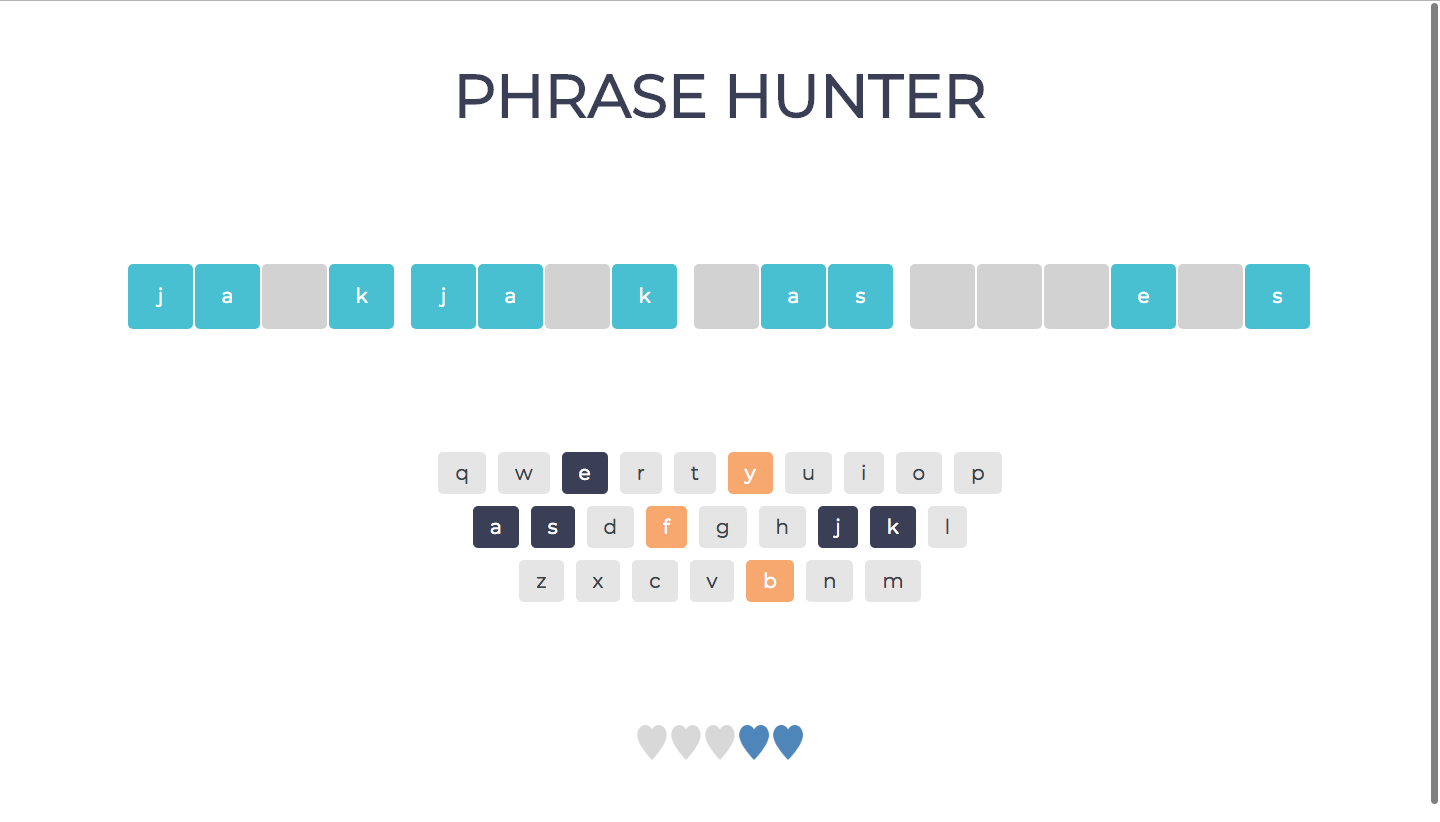 PHRASE HUNTER
j a k j a k a s e s
q w e r t y u i o p
a s d f g h j k l
z x c v b n m